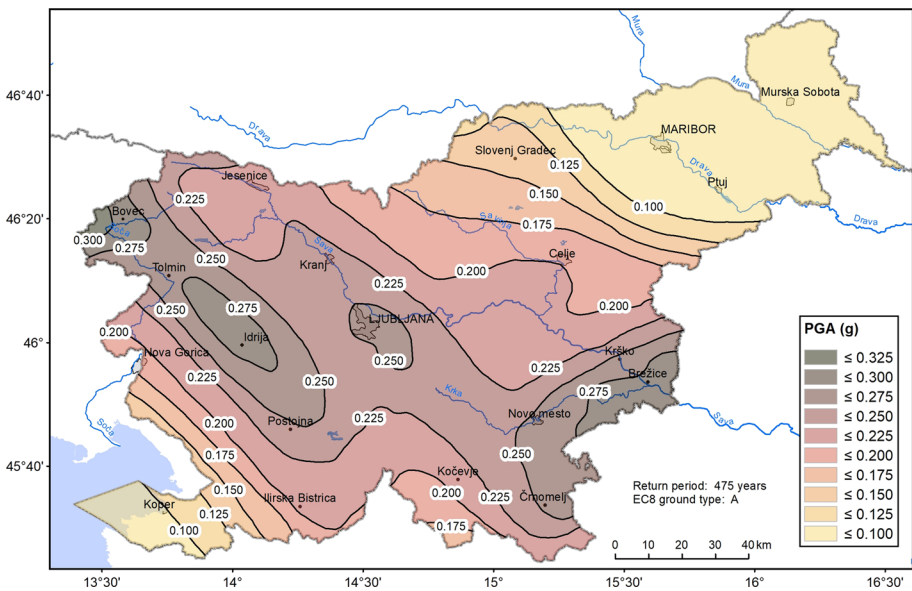 46°40'
46°20'
46°
45°40'
13°30'
14°
14°30'
15°
15°30'
16°
16°
Mura
Mura
Murska Sobota
Drava
MARIBOR
Slovenj Gradec
0.125
Drava
Ptuj
Jesenice
0.150
0.225
0.100
Bovec
Savinja
0.175
Drava
Soča
0.300
0.275
Sava
0.250
Celje
Tolmin
Kranj
0.200
0.225
0.250
0.275
0.200
LJUBLJANA
0.200
Idrija
Nova Gorica
0.250
Krško
0.225
0.225
0.250
Brežice
0.275
Krka
Soča
0.200
Postojna
0.225
Novo mesto
Sava
0.175
0.250
Kočevje
0.150
Ilirska Bistrica
0.200
0.225
Črnomelj
Koper
0.125
0.100
0.175
Return period: 475 years
EC8 ground type: A
0 10 20 30 40 km
PGA (g)
≤ 0.325
≤ 0.300
≤ 0.275
≤ 0.250
≤ 0.225
≤ 0.200
≤ 0.175
≤ 0.150
≤ 0.125
≤ 0.100